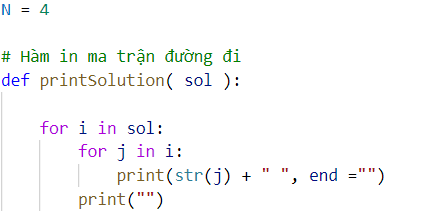 N = 4
# Hàm in ma trận đường đi
def printSolution( sol ):
for i in sol:
for j in i:
print(str(j) + " ", end ="")
print("")